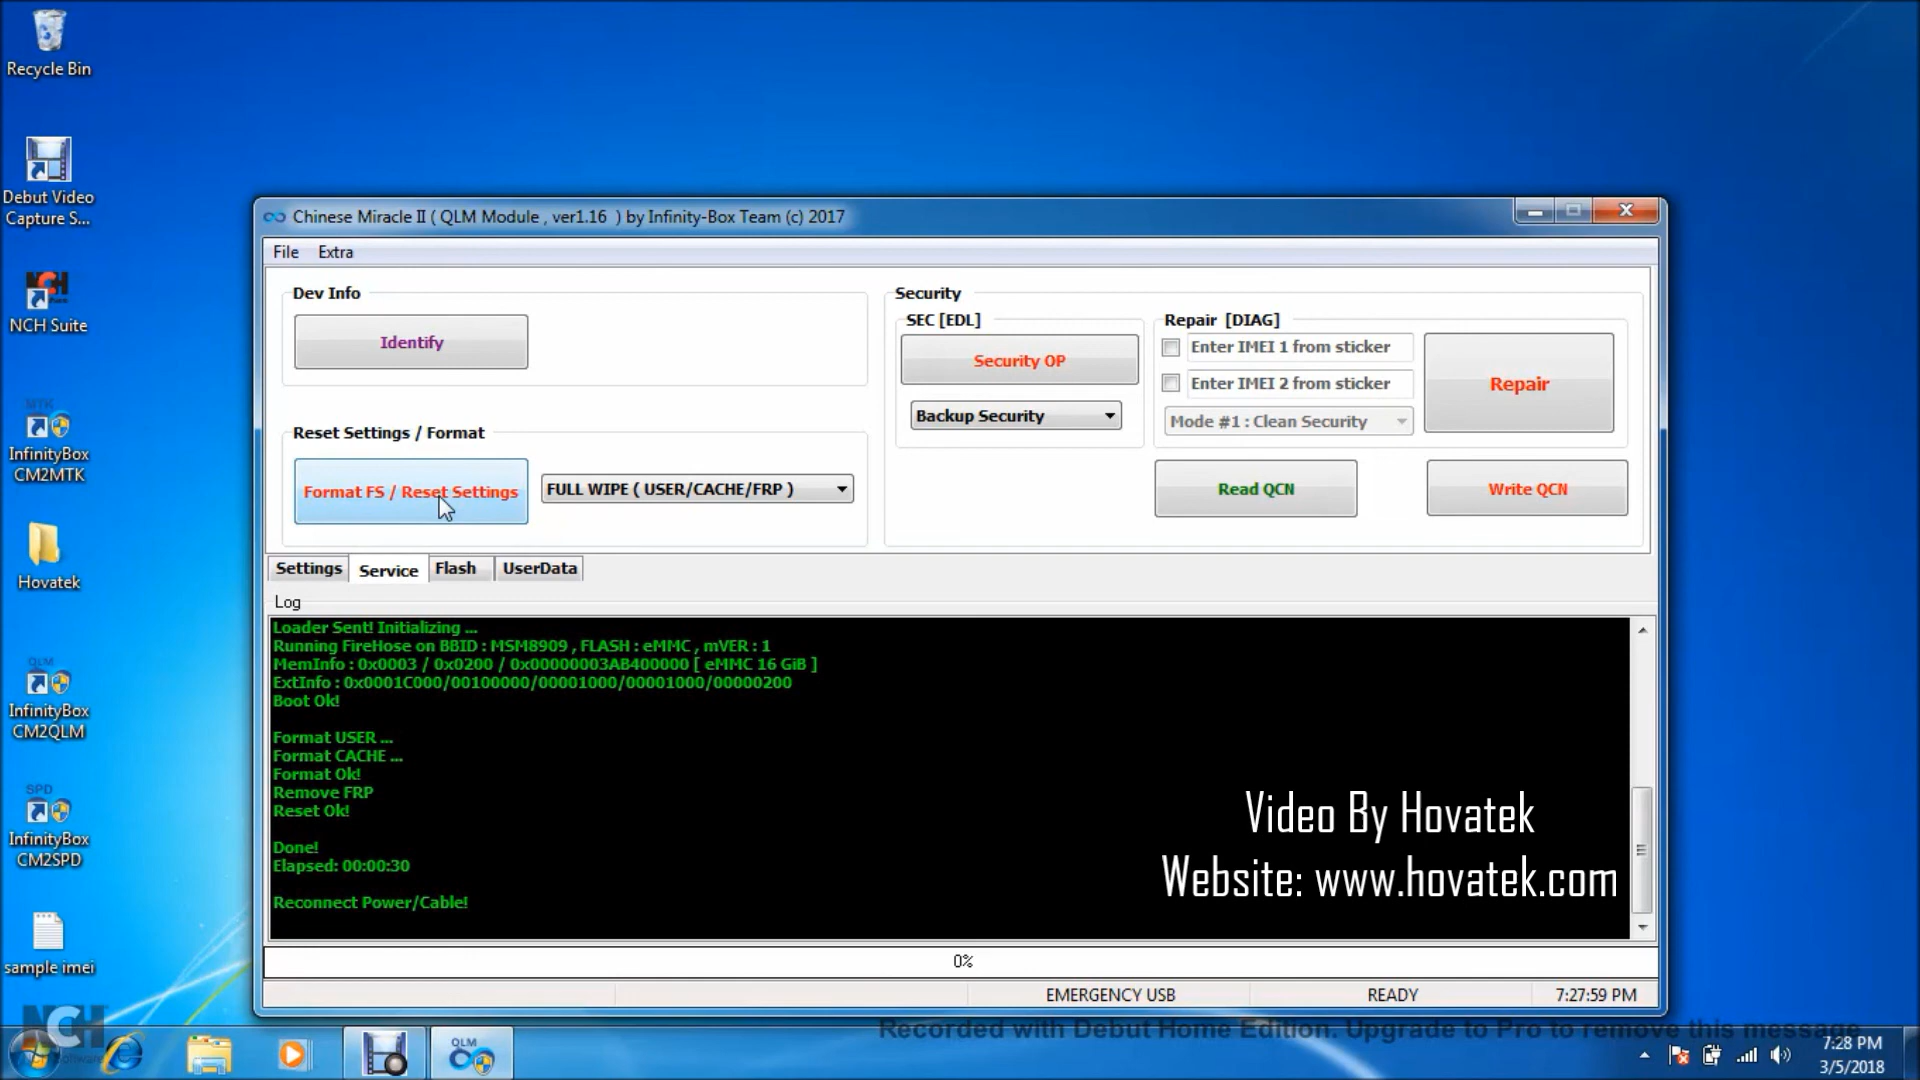 Recycle Bin
Debut Video
Capture S...
NCH
NCH Suite
MTK
InfinityBox
CM2MTK
Hovatek
QLM
InfinityBox
CM2QLM
SPD
InfinityBox
CM2SPD
sample imei
Chinese Miracle II ( QLM Module , ver1.16 ) by Infinity-Box Team (c) 2017
File Extra
Dev Info
Identify
Reset Settings / Format
Format FS / Reset Settings
FULL WIPE ( USER/CACHE/FRP )
Security
SEC [EDL]
Security OP
Backup Security
Repair [DIAG]
Enter IMEI 1 from sticker
Enter IMEI 2 from sticker
Mode #1 : Clean Security
Repair
Read QCN
Write QCN
Settings Service Flash UserData
Log
Loader Sent! Initializing ...
Running FireHose on BBID : MSM8909 , FLASH : eMMC , mVER : 1
MemInfo : 0x0003 / 0x0200 / 0x00000003AB400000 [ eMMC 16 GiB ]
ExtInfo : 0x0001C000/00100000/00001000/00001000/00000200
Boot Ok!
Format USER ...
Format CACHE ...
Format Ok!
Remove FRP
Reset Ok!
Done!
Elapsed: 00:00:30
Reconnect Power/Cable!
Video By Hovatek
Website: www.hovatek.com
0%
EMERGENCY USB READY 7:27:59 PM
NCH
Recorded with Debut Home Edition. Upgrade to Pro to remove this message
QLM
7:28 PM
3/5/2018